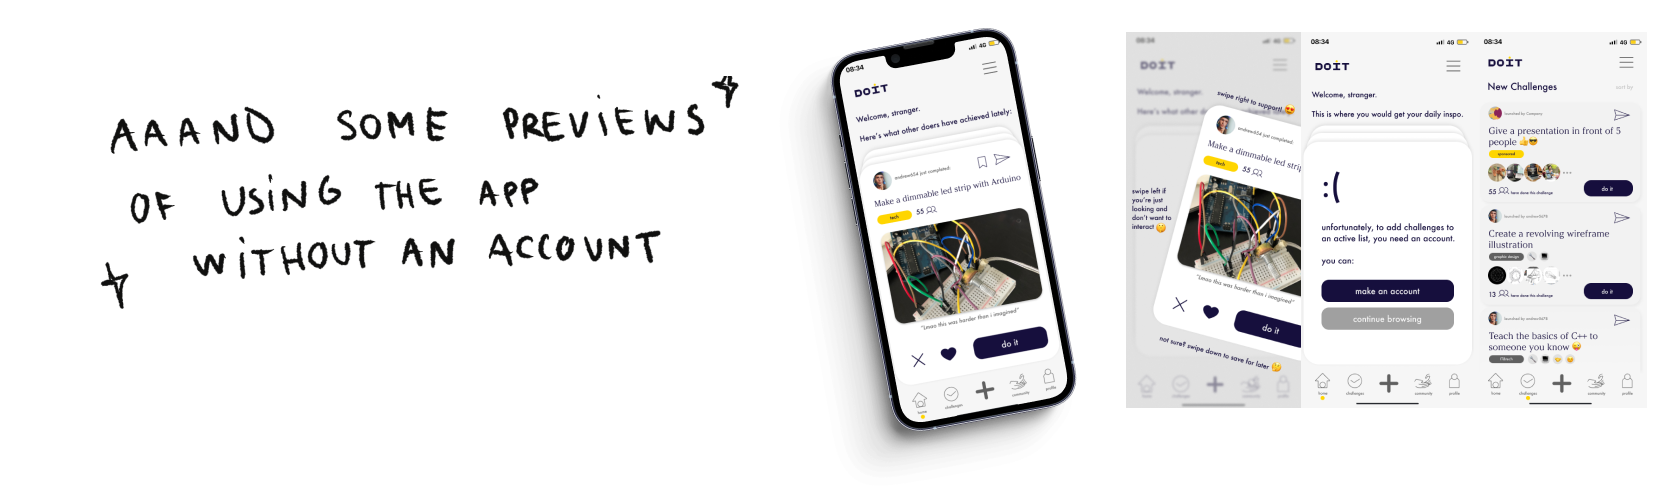 AAAND SOME PREVIEWS
OF USING THE APP
WITHOUT AN ACCOUNT
08:34
4G
DOIT
Welcome, stranger.
Here's what other doers have achieved lately:
andrew654 just completed:
Make a dimmable led strip with Arduino
tech
55
"Lmao this was harder than i imagined"
do it
home
challenges
community
profile
08:34
4G
DOIT
Welcome, stranger.
Here's what other
swipe right to support! 😍
andrew654 just completed:
Make a dimmable led strip
tech
55
swipe left if
you're just
looking and
don't want to
interact 🤔
"Lmao this was harder than i imagined"
do it
not sure? swipe down to save for later 🤔
08:34
4G
DOIT
Welcome, stranger.
This is where you would get your daily inspo.
:(
unfortunately, to add challenges to
an active list, you need an account.
you can:
make an account
continue browsing
home
challenges
community
profile
08:34
4G
DOIT
New Challenges
sort by
launched by Company
Give a presentation in front of 5
people 👍😎
sponsored
55
have done this challenge
do it
Create a revolving wireframe
illustration
graphic design
13
have done this challenge
do it
Teach the basics of C++ to
someone you know 😜
home
challenges
community
profile